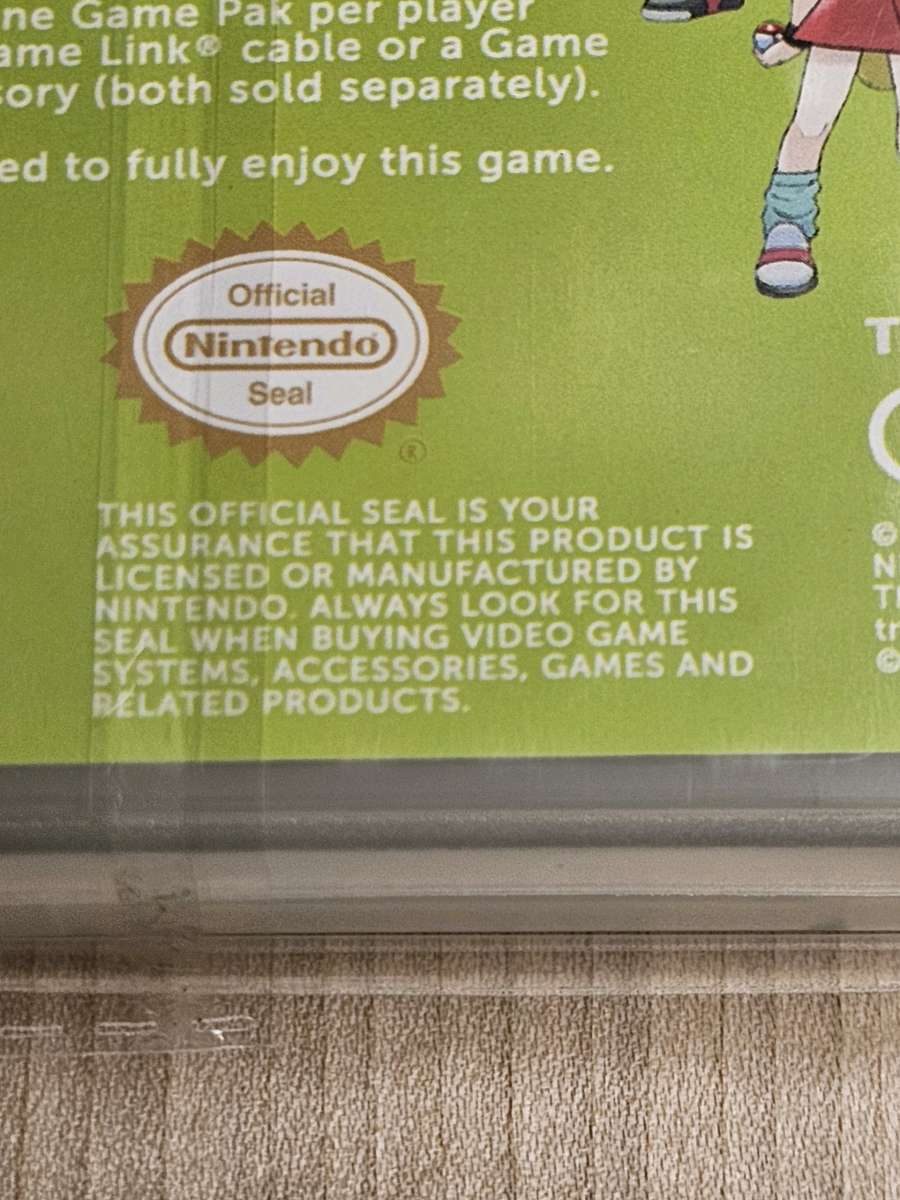 ne Game Pak per player
ame Link® cable or a Game
sory (both sold separately).
ed to fully enjoy this game.
Official
Nintendo®
Seal
®
THIS OFFICIAL SEAL IS YOUR
ASSURANCE THAT THIS PRODUCT IS
LICENSED OR MANUFACTURED BY
NINTENDO. ALWAYS LOOK FOR THIS
SEAL WHEN BUYING VIDEO GAME
SYSTEMS, ACCESSORIES, GAMES AND
RELATED PRODUCTS.
T
©
N
T
tr
©